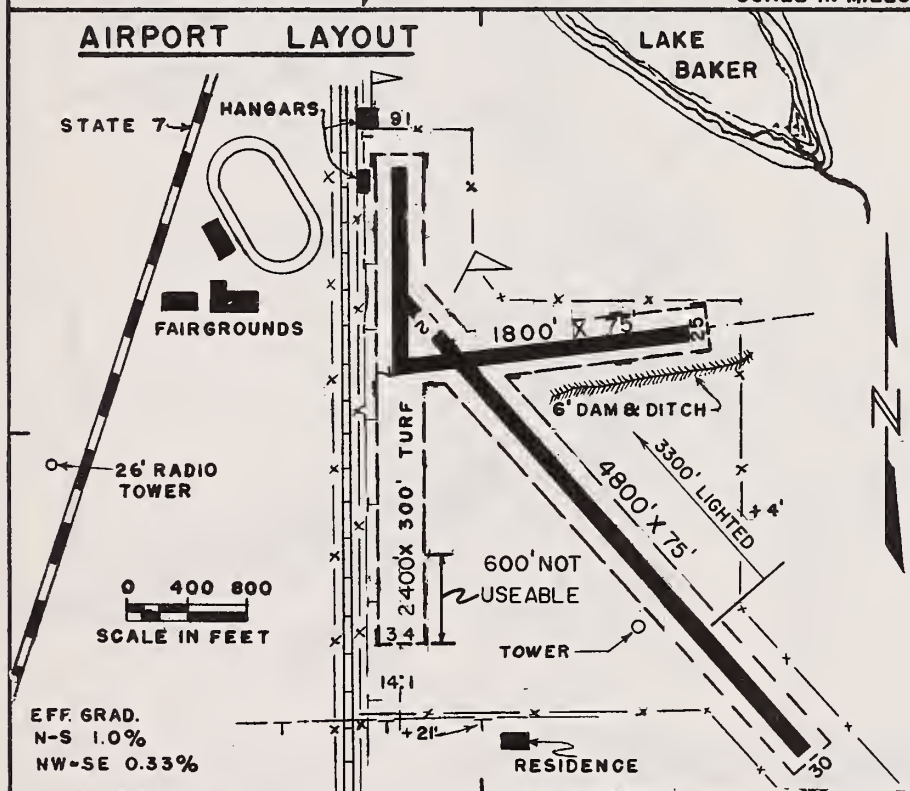 AIRPORT LAYOUT
LAKE
BAKER
HANGARS
STATE 7
9:1
FAIRGROUNDS
1800' X 75'
25
6' DAM & DITCH
3300' LIGHTED
4800' X 75'
+ 4'
26' RADIO
TOWER
2400' X 300' TURF
600' NOT
USEABLE
0 400 800
SCALE IN FEET
34
TOWER
14:1
EFF. GRAD.
N-S 1.0%
NW-SE 0.33%
+ 21'
RESIDENCE
30
N